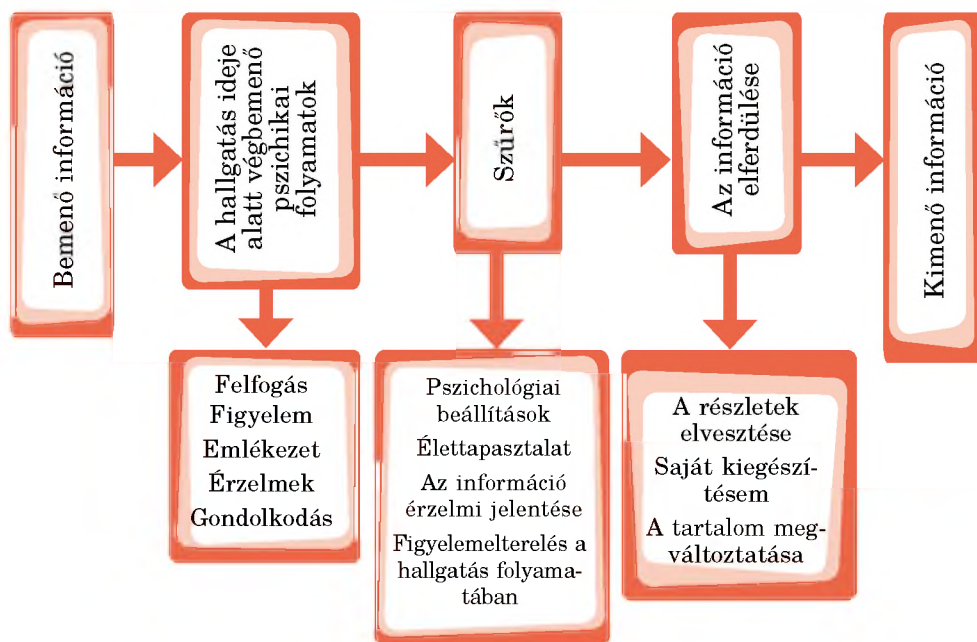 Bemenő információ
A hallgatás ideje
alatt végbemenő
pszichikai
folyamatok
Szűrők
Az információ
elferdülése
Kimenő információ
Felfogás
Figyelem
Emlékezet
Érzelmek
Gondolkodás
Pszichológiai
beállítások
Élettapasztalat
Az információ
érzelmi jelentése
Figyelemelterelés a
hallgatás folyama-
tában
A részletek
elvesztése
Saját kiegészí-
tésem
A tartalom meg-
változtatása